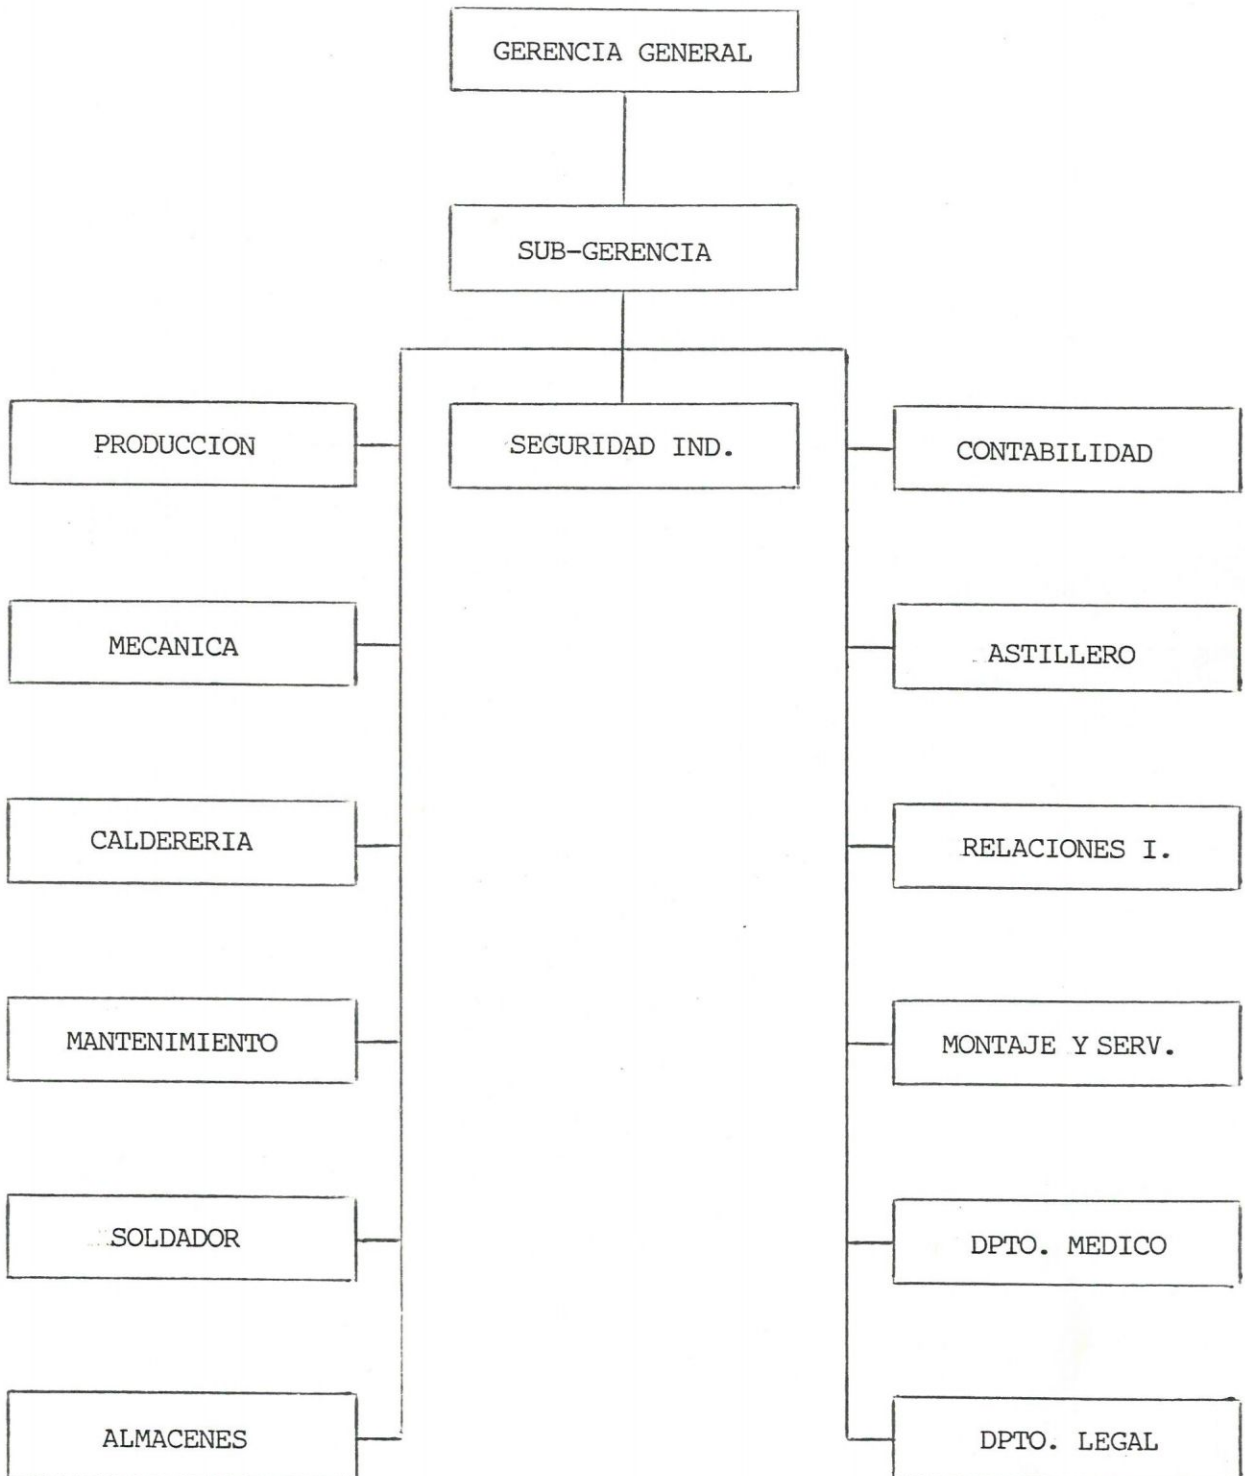 GERENCIA GENERAL
SUB-GERENCIA
PRODUCCION
SEGURIDAD IND.
CONTABILIDAD
MECANICA
ASTILLERO
CALDERERIA
RELACIONES I.
MANTENIMIENTO
MONTAJE Y SERV.
SOLDADOR
DPTO. MEDICO
ALMACENES
DPTO. LEGAL